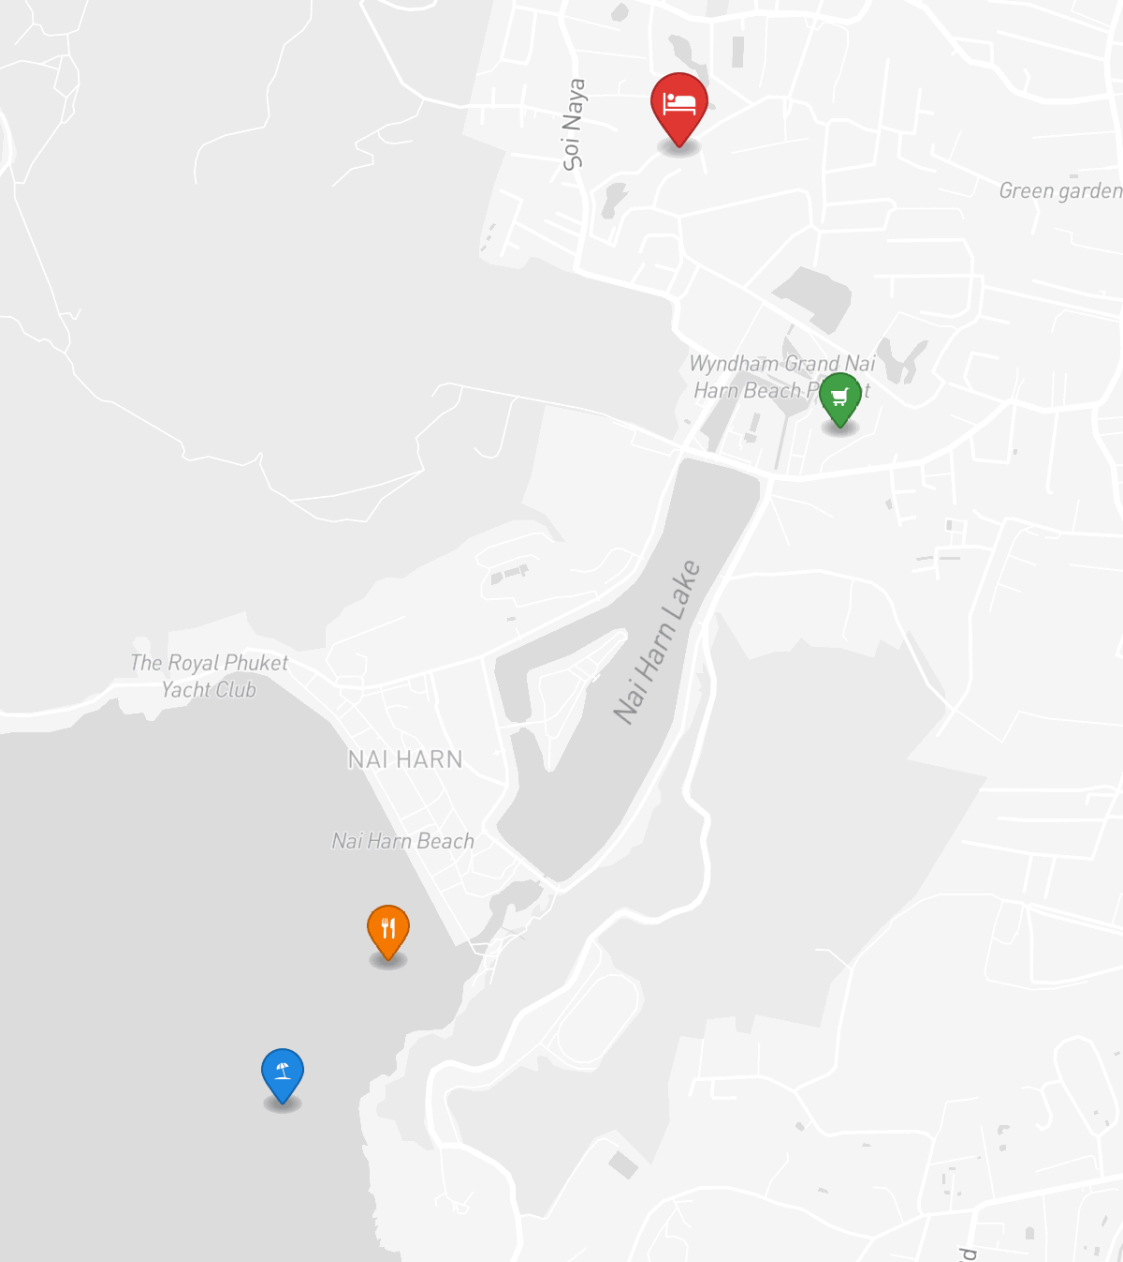 Soi Naya
Green garden
Wyndham Grand Nai
Harn Beach P t
Nai Harn Lake
The Royal Phuket
Yacht Club
NAI HARN
Nai Harn Beach
d